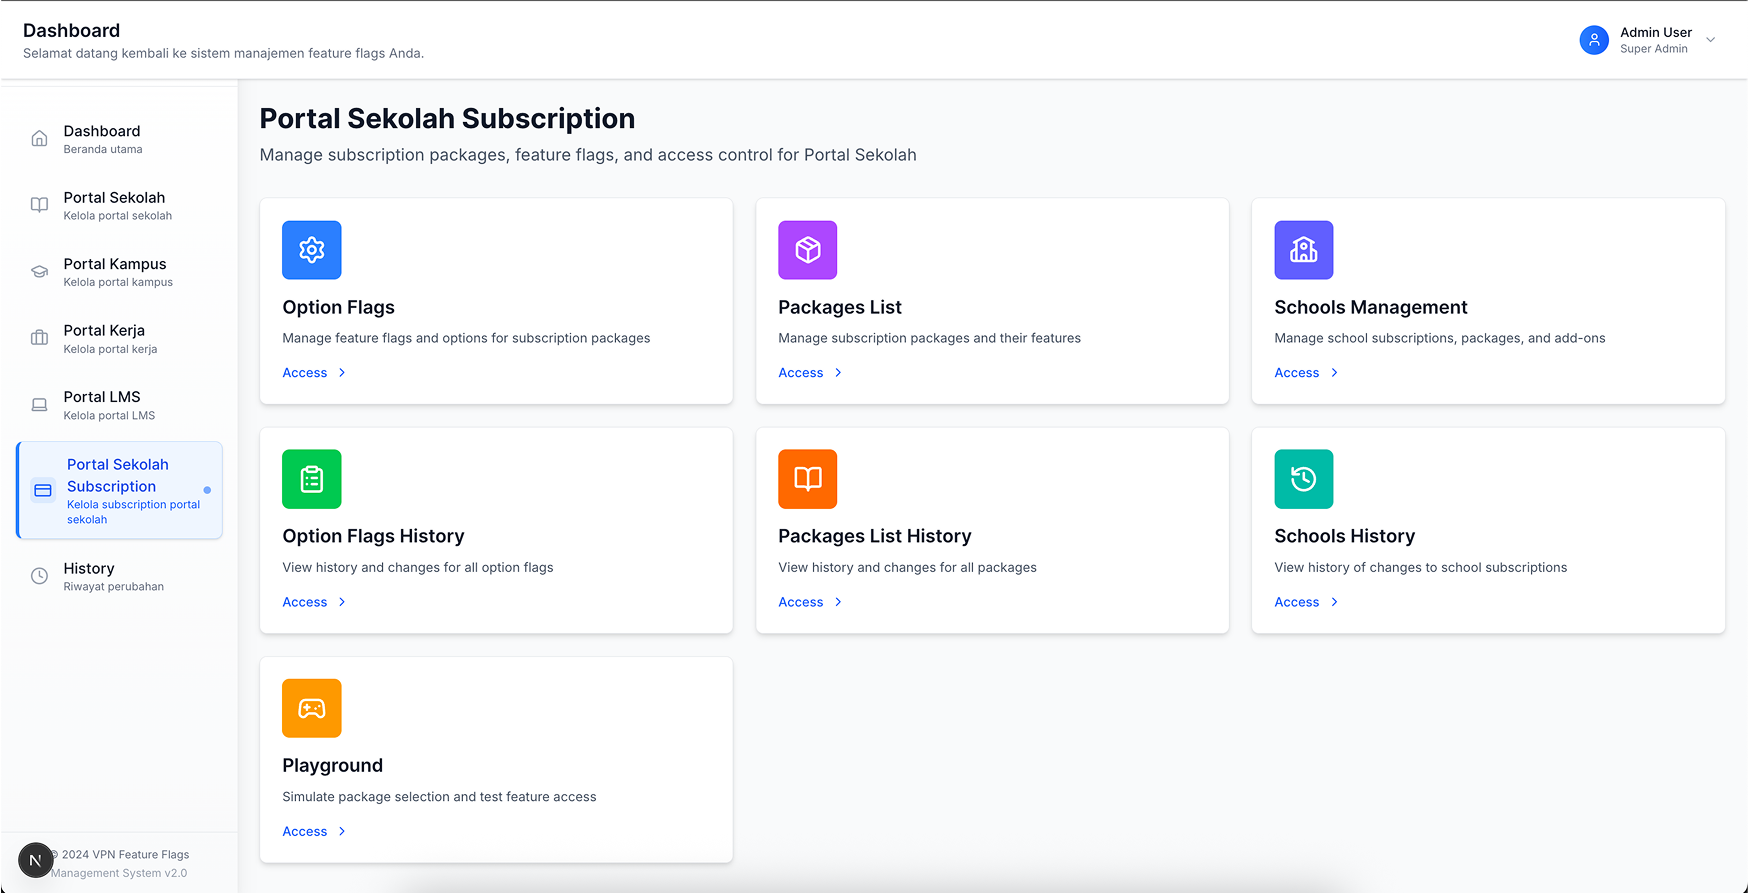 Dashboard
Selamat datang kembali ke sistem manajemen feature flags Anda.
Admin User
Super Admin
Dashboard
Beranda utama
Portal Sekolah
Kelola portal sekolah
Portal Kampus
Kelola portal kampus
Portal Kerja
Kelola portal kerja
Portal LMS
Kelola portal LMS
Portal Sekolah
Subscription
Kelola subscription portal
sekolah
History
Riwayat perubahan
N
© 2024 VPN Feature Flags
Management System v2.0
Portal Sekolah Subscription
Manage subscription packages, feature flags, and access control for Portal Sekolah
Option Flags
Manage feature flags and options for subscription packages
Access
Packages List
Manage subscription packages and their features
Access
Schools Management
Manage school subscriptions, packages, and add-ons
Access
Option Flags History
View history and changes for all option flags
Access
Packages List History
View history and changes for all packages
Access
Schools History
View history of changes to school subscriptions
Access
Playground
Simulate package selection and test feature access
Access